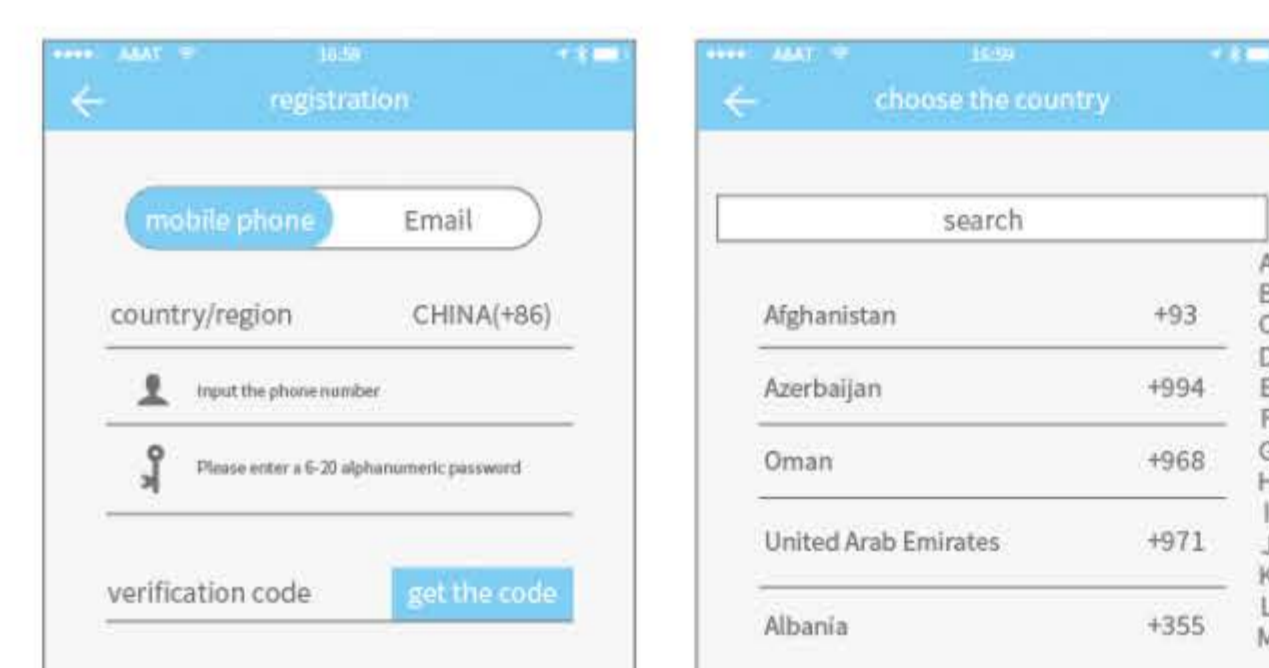 AAAT 16:59
registration
mobile phone Email
country/region CHINA(+86)
Input the phone number
Please enter a 6-20 alphanumeric password
verification code get the code
AAAT 16:59
choose the country
search
Afghanistan +93
Azerbaijan +994
Oman +968
United Arab Emirates +971
Albania +355
A
B
C
D
E
F
G
H
I
J
K
L
M